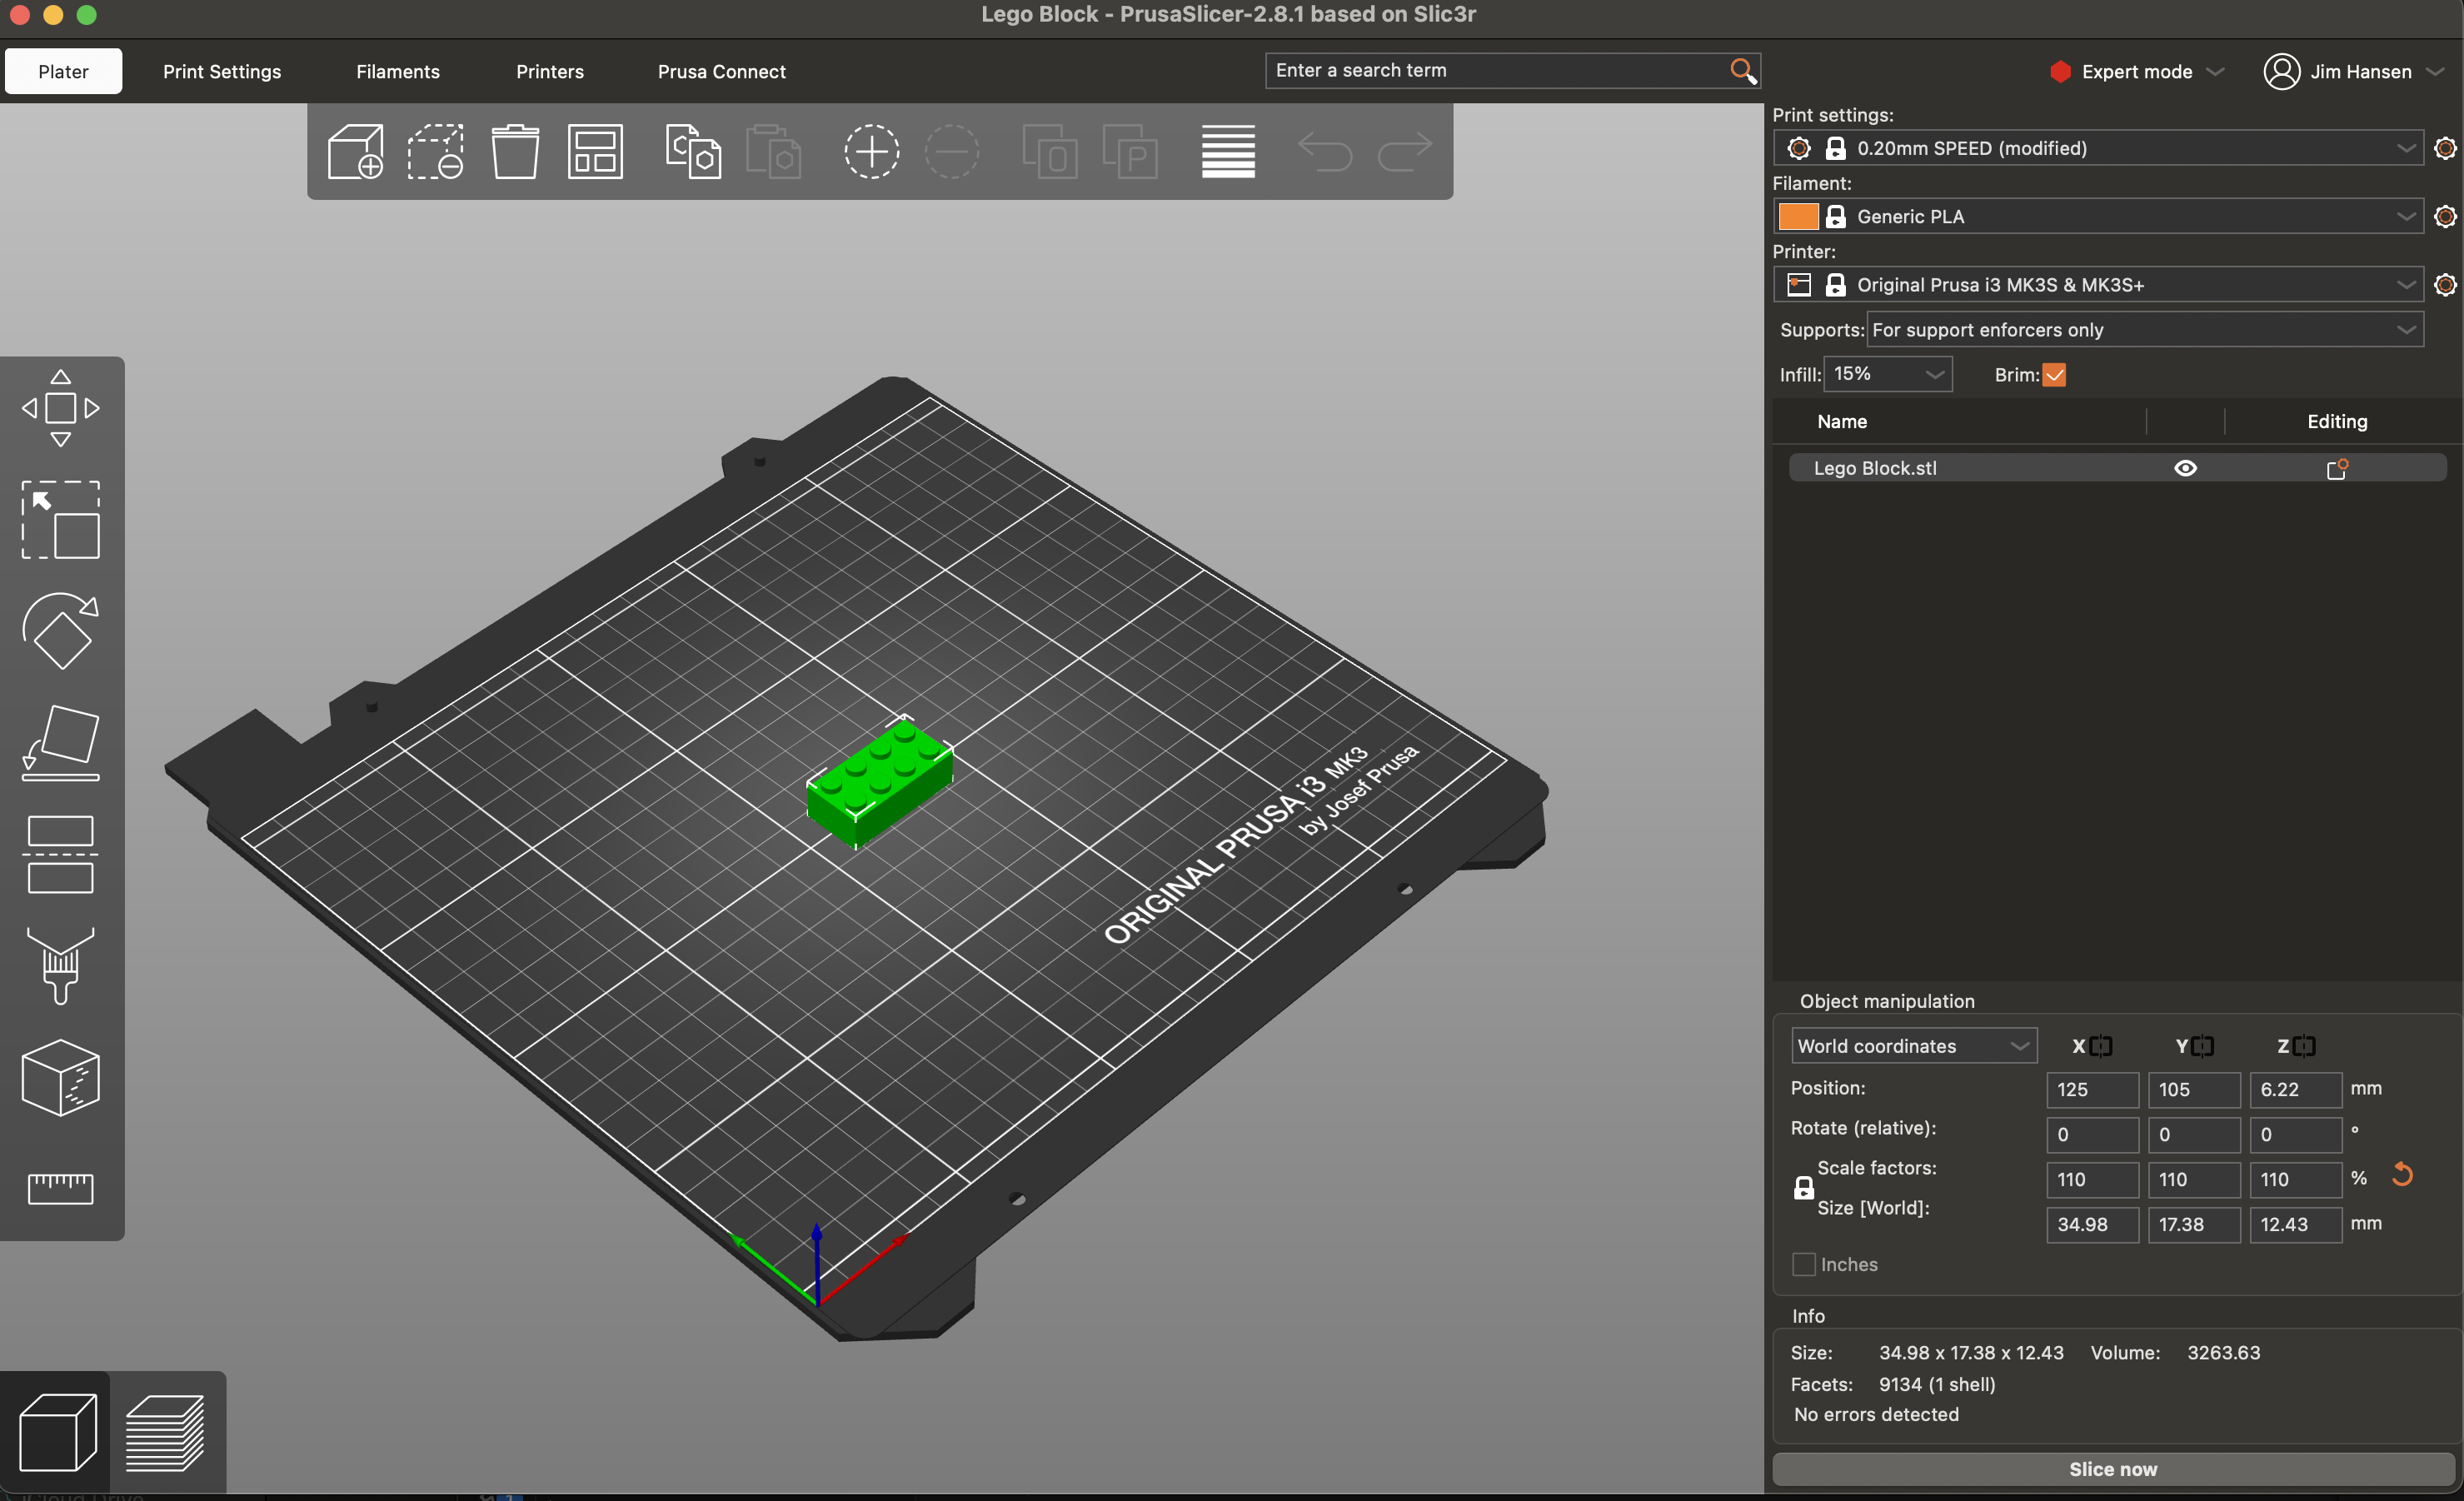 Lego Block - PrusaSlicer-2.8.1 based on Slic3r
Plater Print Settings Filaments Printers Prusa Connect Enter a search term Expert mode Jim Hansen
Print settings:
0.20mm SPEED (modified)
Filament:
Generic PLA
Printer:
Original Prusa i3 MK3S & MK3S+
Supports: For support enforcers only
Infill: 15% Brim:
Name Editing
Lego Block.stl
ORIGINAL PRUSA i3 MK3
by Josef Prusa
Object manipulation
World coordinates X Y Z
Position: 125 105 6.22 mm
Rotate (relative): 0 0 0 °
Scale factors: 110 110 110 %
Size [World]: 34.98 17.38 12.43 mm
Inches
Info
Size: 34.98 x 17.38 x 12.43 Volume: 3263.63
Facets: 9134 (1 shell)
No errors detected
Slice now